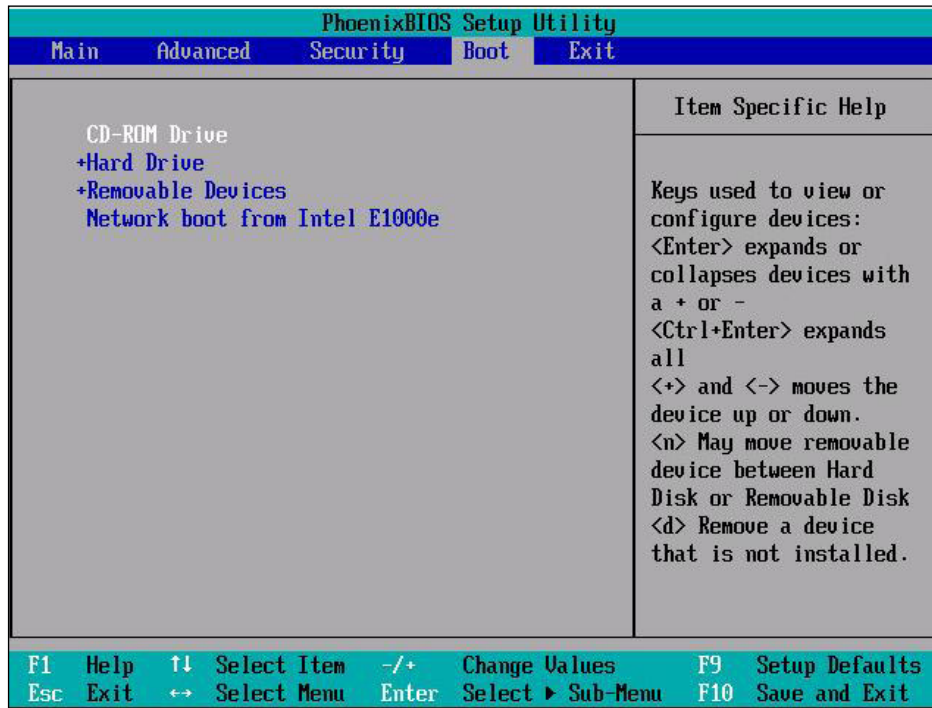 PhoenixBIOS Setup Utility
Main Advanced Security Boot Exit
CD-ROM Drive
+Hard Drive
+Removable Devices
Network boot from Intel E1000e
Item Specific Help
Keys used to view or
configure devices:
<Enter> expands or
collapses devices with
a + or -
<Ctrl+Enter> expands
all
<+> and <-> moves the
device up or down.
<n> May move removable
device between Hard
Disk or Removable Disk
<d> Remove a device
that is not installed.
F1 Help ↑↓ Select Item -/+ Change Values F9 Setup Defaults
Esc Exit ↔ Select Menu Enter Select ▶ Sub-Menu F10 Save and Exit